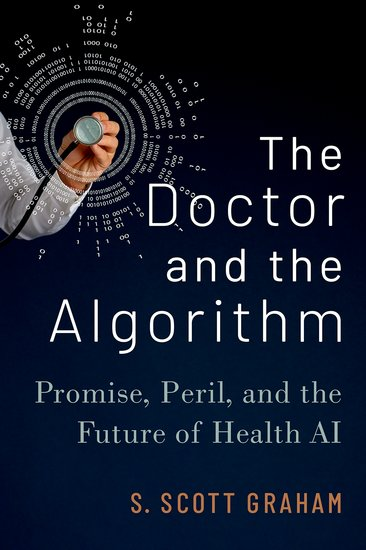 The
Doctor
and the
Algorithm
Promise, Peril, and the
Future of Health AI
S. SCOTT GRAHAM